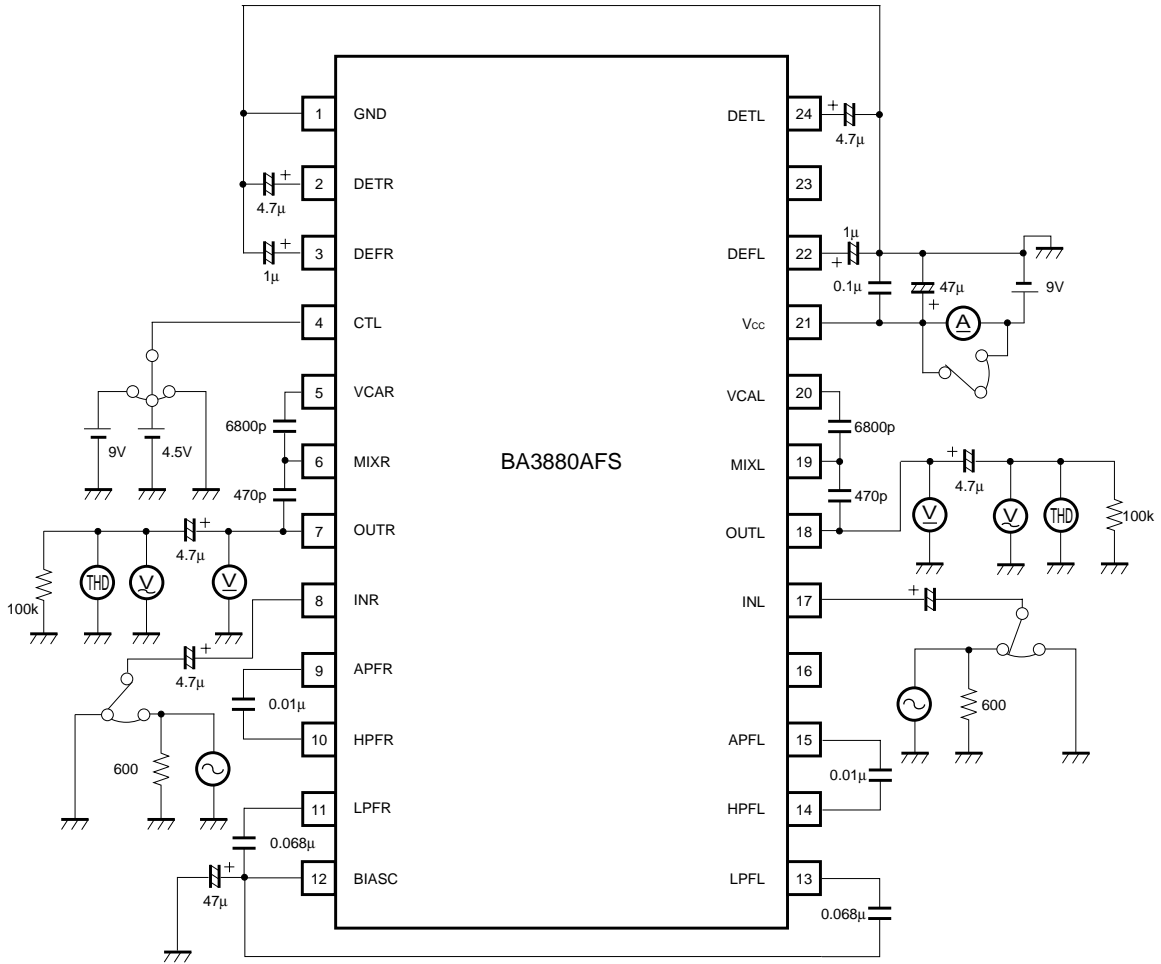 1 GND
DETL 24
+
4.7μ
+
2 DETR
4.7μ
23
+
3 DEFR
1μ
1μ
DEFL 22
+
0.1μ
47μ
+
9V
4 CTL
Vcc 21
A
5 VCAR
VCAL 20
6800p
6800p
9V
4.5V
6 MIXR
BA3880AFS
MIXL 19
470p
470p
+
4.7μ
+
4.7μ
7 OUTR
OUTL 18
V
V
THD
100k
THD
V
V
100k
8 INR
INL 17
+
+
4.7μ
9 APFR
16
0.01μ
600
10 HPFR
APFL 15
600
0.01μ
11 LPFR
HPFL 14
0.068μ
+
47μ
12 BIASC
LPFL 13
0.068μ